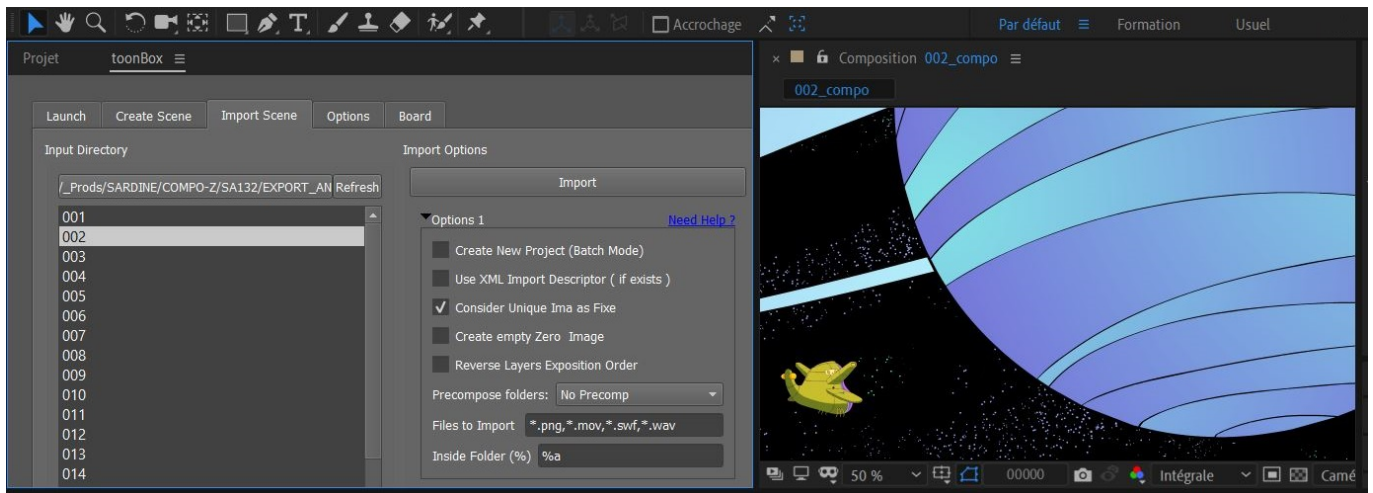 T Accrochage Par défaut Formation Usuel
Projet toonBox
× Composition 002_compo
002_compo
Launch Create Scene Import Scene Options Board
Input Directory
/_Prods/SARDINE/COMPO-Z/SA132/EXPORT_AN Refresh
001
002
003
004
005
006
007
008
009
010
011
012
013
014
Import Options
Import
Options 1 Need Help ?
Create New Project (Batch Mode)
Use XML Import Descriptor ( if exists )
Consider Unique Ima as Fixe
Create empty Zero Image
Reverse Layers Exposition Order
Precompose folders: No Precomp
Files to Import *.png,*.mov,*.swf,*.wav
Inside Folder (%) %a
50 % 00000 Intégrale Camé